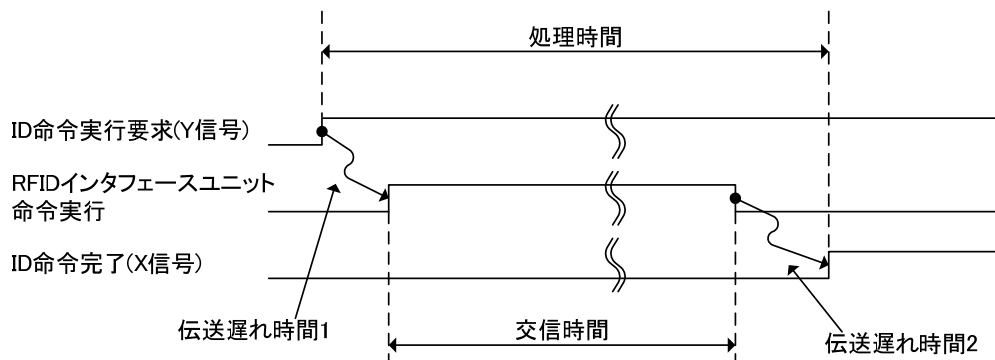 処理時間
ID命令実行要求(Y信号)
RFIDインタフェースユニット
命令実行
ID命令完了(X信号)
伝送遅れ時間1
交信時間
伝送遅れ時間2